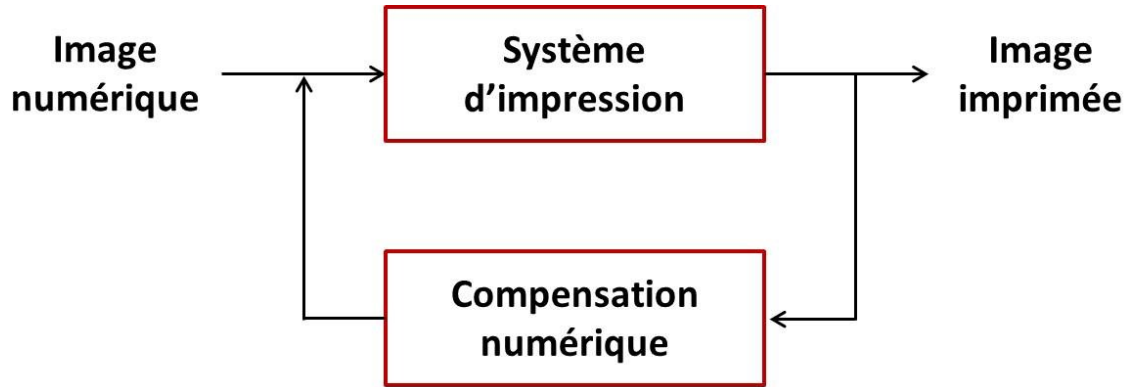 Image
numérique
Système
d’impression
Image
imprimée
Compensation
numérique